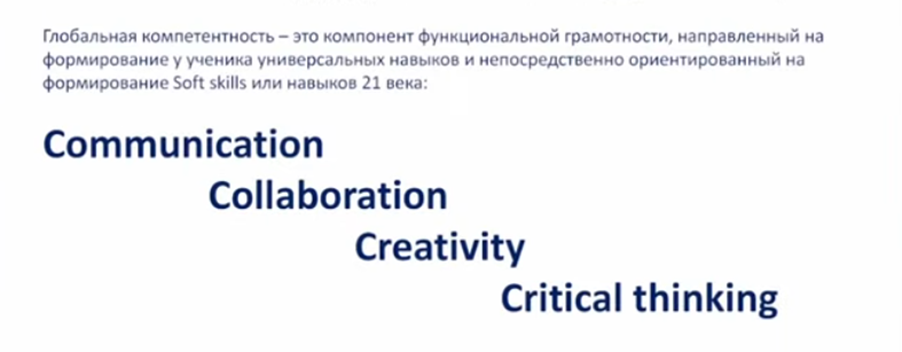 Глобальная компетентность – это компонент функциональной грамотности, направленный на
формирование у ученика универсальных навыков и непосредственно ориентированный на
формирование Soft skills или навыков 21 века:
Communication
Collaboration
Creativity
Critical thinking